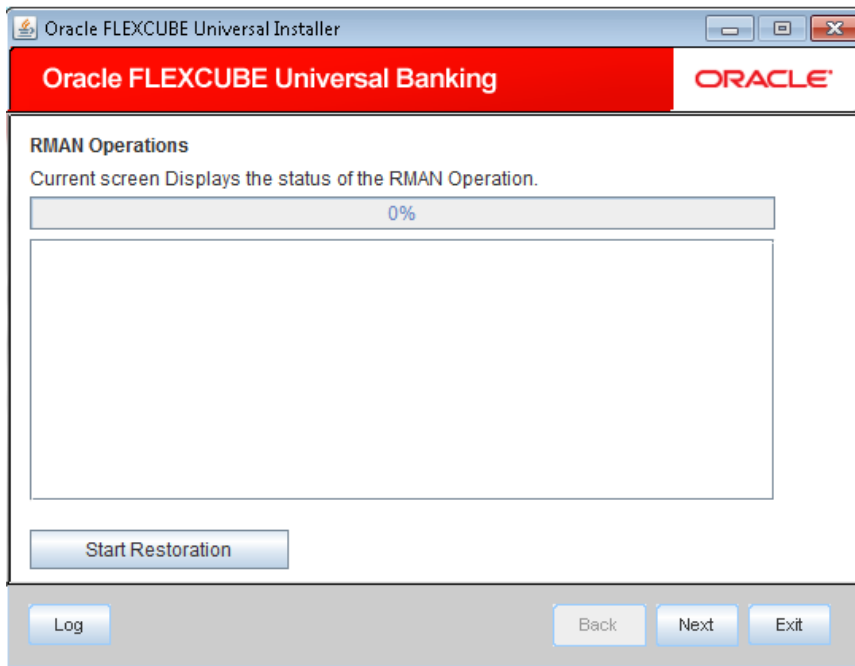 Oracle FLEXCUBE Universal Installer
Oracle FLEXCUBE Universal Banking
ORACLE®
RMAN Operations
Current screen Displays the status of the RMAN Operation.
0%
Start Restoration
Log
Back
Next
Exit